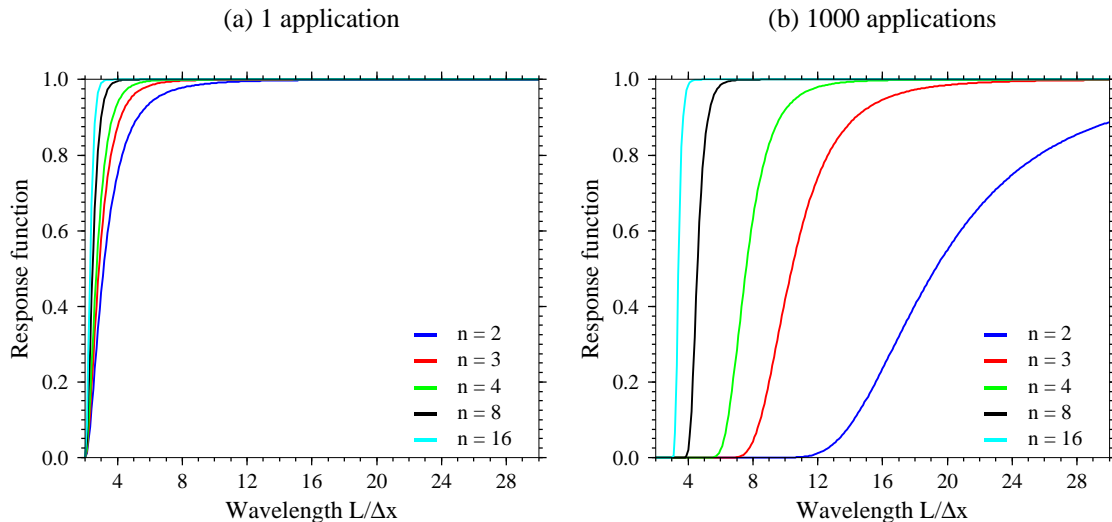 (a) 1 application
1.0
0.8
0.6
0.4
0.2
0.0
Response function
4 8 12 16 20 24 28
Wavelength L/Δx
n = 2
n = 3
n = 4
n = 8
n = 16
(b) 1000 applications
1.0
0.8
0.6
0.4
0.2
0.0
Response function
4 8 12 16 20 24 28
Wavelength L/Δx
n = 2
n = 3
n = 4
n = 8
n = 16